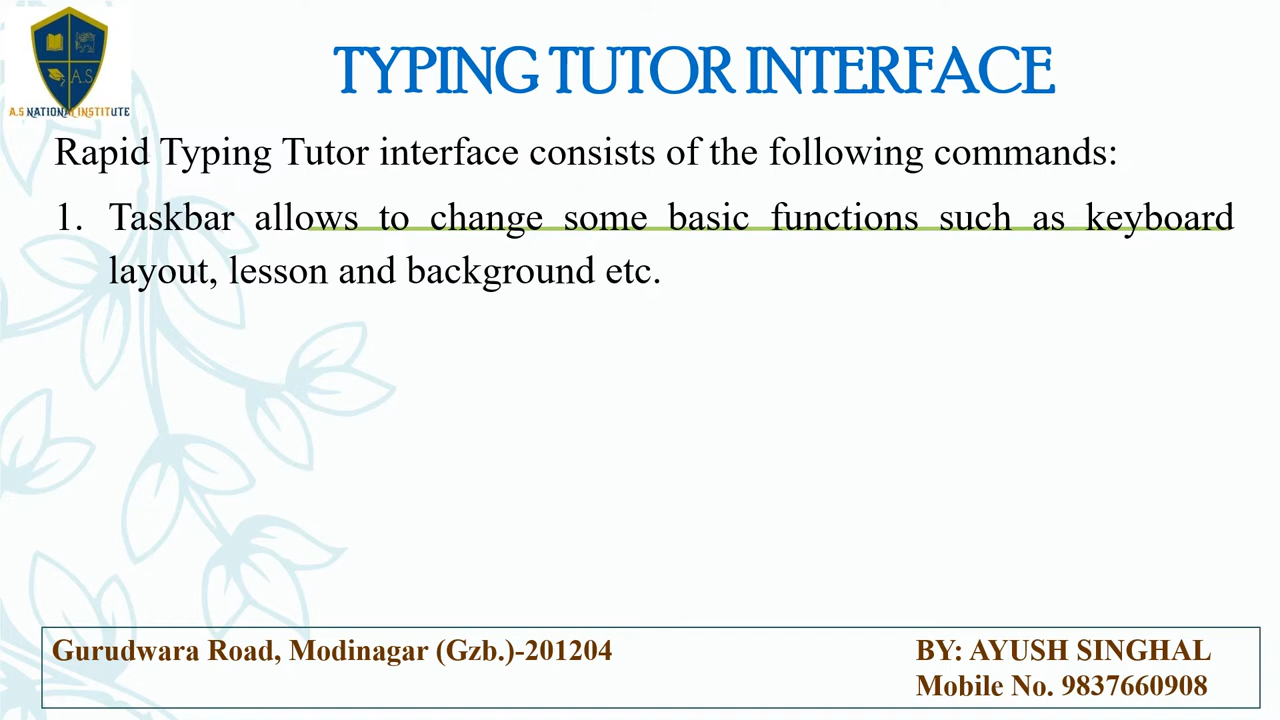 A.S
A.S NATIONAL INSTITUTE
TYPING TUTOR INTERFACE
Rapid Typing Tutor interface consists of the following commands:
1. Taskbar allows to change some basic functions such as keyboard
layout, lesson and background etc.
Gurudwara Road, Modinagar (Gzb.)-201204
BY: AYUSH SINGHAL
Mobile No. 9837660908